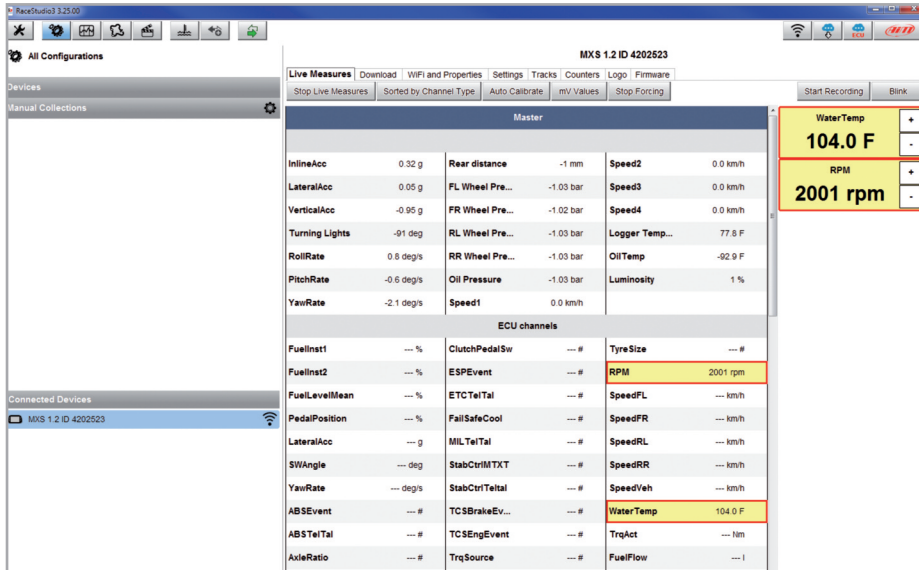 RaceStudio3 3.25.00
ECU
AiM
All Configurations
MXS 1.2 ID 4202523
Live Measures Download WiFi and Properties Settings Tracks Counters Logo Firmware
Devices
Stop Live Measures Sorted by Channel Type Auto Calibrate mV Values Stop Forcing Start Recording Blink
Manual Collections
Master
WaterTemp +
104.0 F -
RPM +
2001 rpm -
InlineAcc 0.32 g Rear distance -1 mm Speed2 0.0 km/h
LateralAcc 0.05 g FL Wheel Pre... -1.03 bar Speed3 0.0 km/h
VerticalAcc -0.95 g FR Wheel Pre... -1.02 bar Speed4 0.0 km/h
Turning Lights -91 deg RL Wheel Pre... -1.03 bar Logger Temp... 77.8 F
RollRate 0.8 deg/s RR Wheel Pre... -1.03 bar OilTemp -92.9 F
PitchRate -0.6 deg/s Oil Pressure -1.03 bar Luminosity 1 %
YawRate -2.1 deg/s Speed1 0.0 km/h
ECU channels
FuelInst1 --- % ClutchPedalSw --- # TyreSize --- #
FuelInst2 --- % ESPEvent --- # RPM 2001 rpm
FuelLevelMean --- % ETCTelTal --- # SpeedFL --- km/h
Connected Devices
PedalPosition --- % FailSafeCool --- # SpeedFR --- km/h
MXS 1.2 ID 4202523
LateralAcc --- g MILTelTal --- # SpeedRL --- km/h
SWAngle --- deg StabCtrlMTXT --- # SpeedRR --- km/h
YawRate --- deg/s StabCtrlTeltal --- # SpeedVeh --- km/h
ABSEvent --- # TCSBrakeEv... --- # WaterTemp 104.0 F
ABSTelTal --- # TCSEngEvent --- # TrqAct --- Nm
AxleRatio --- # TrqSource --- # FuelFlow --- l